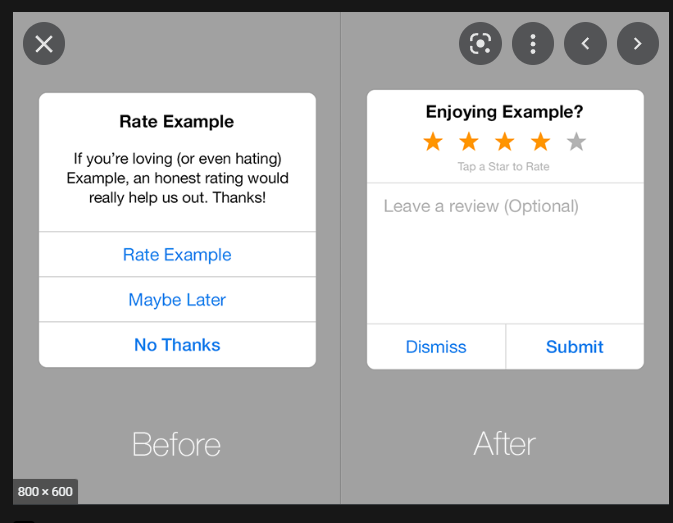 Rate Example
If you're loving (or even hating)
Example, an honest rating would
really help us out. Thanks!
Rate Example
Maybe Later
No Thanks
Before
Enjoying Example?
Tap a Star to Rate
Leave a review (Optional)
Dismiss
Submit
After
800 × 600